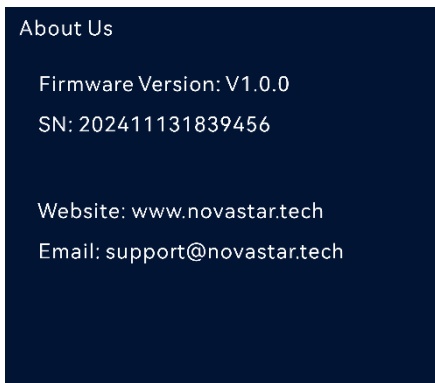 About Us
Firmware Version: V1.0.0
SN: 202411131839456
Website: www.novastar.tech
Email: support@novastar.tech